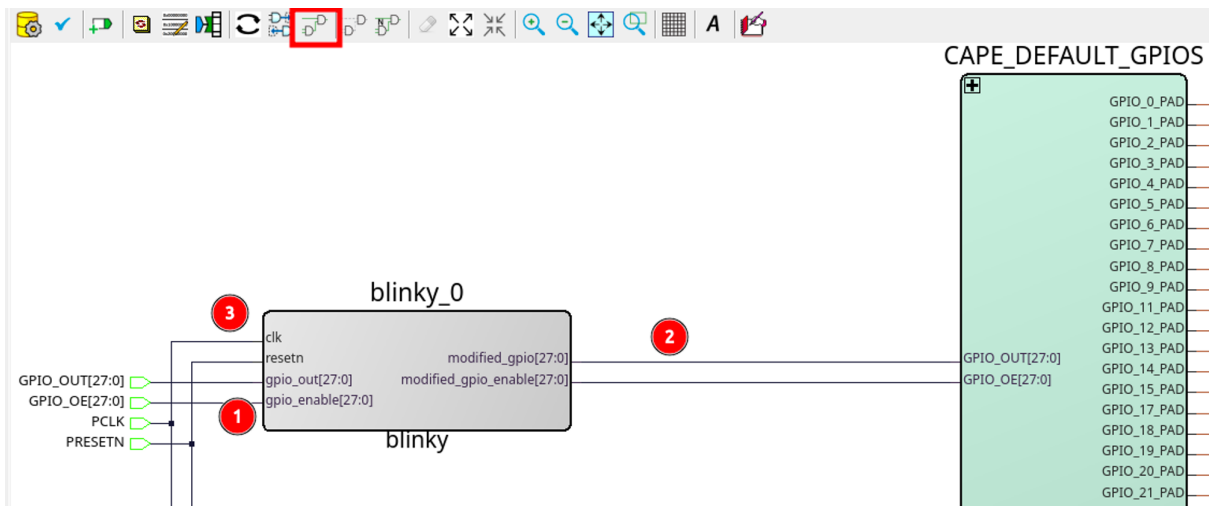 A
CAPE_DEFAULT_GPIOS
GPIO_0_PAD
GPIO_1_PAD
GPIO_2_PAD
GPIO_3_PAD
GPIO_4_PAD
GPIO_5_PAD
GPIO_6_PAD
GPIO_7_PAD
GPIO_8_PAD
GPIO_9_PAD
GPIO_11_PAD
GPIO_12_PAD
GPIO_13_PAD
GPIO_14_PAD
GPIO_15_PAD
GPIO_17_PAD
GPIO_18_PAD
GPIO_19_PAD
GPIO_20_PAD
GPIO_21_PAD
GPIO_OUT[27:0]
GPIO_OE[27:0]
blinky_0
3
clk
resetn
gpio_out[27:0]
gpio_enable[27:0]
modified_gpio[27:0]
modified_gpio_enable[27:0]
2
1
blinky
GPIO_OUT[27:0]
GPIO_OE[27:0]
PCLK
PRESETN